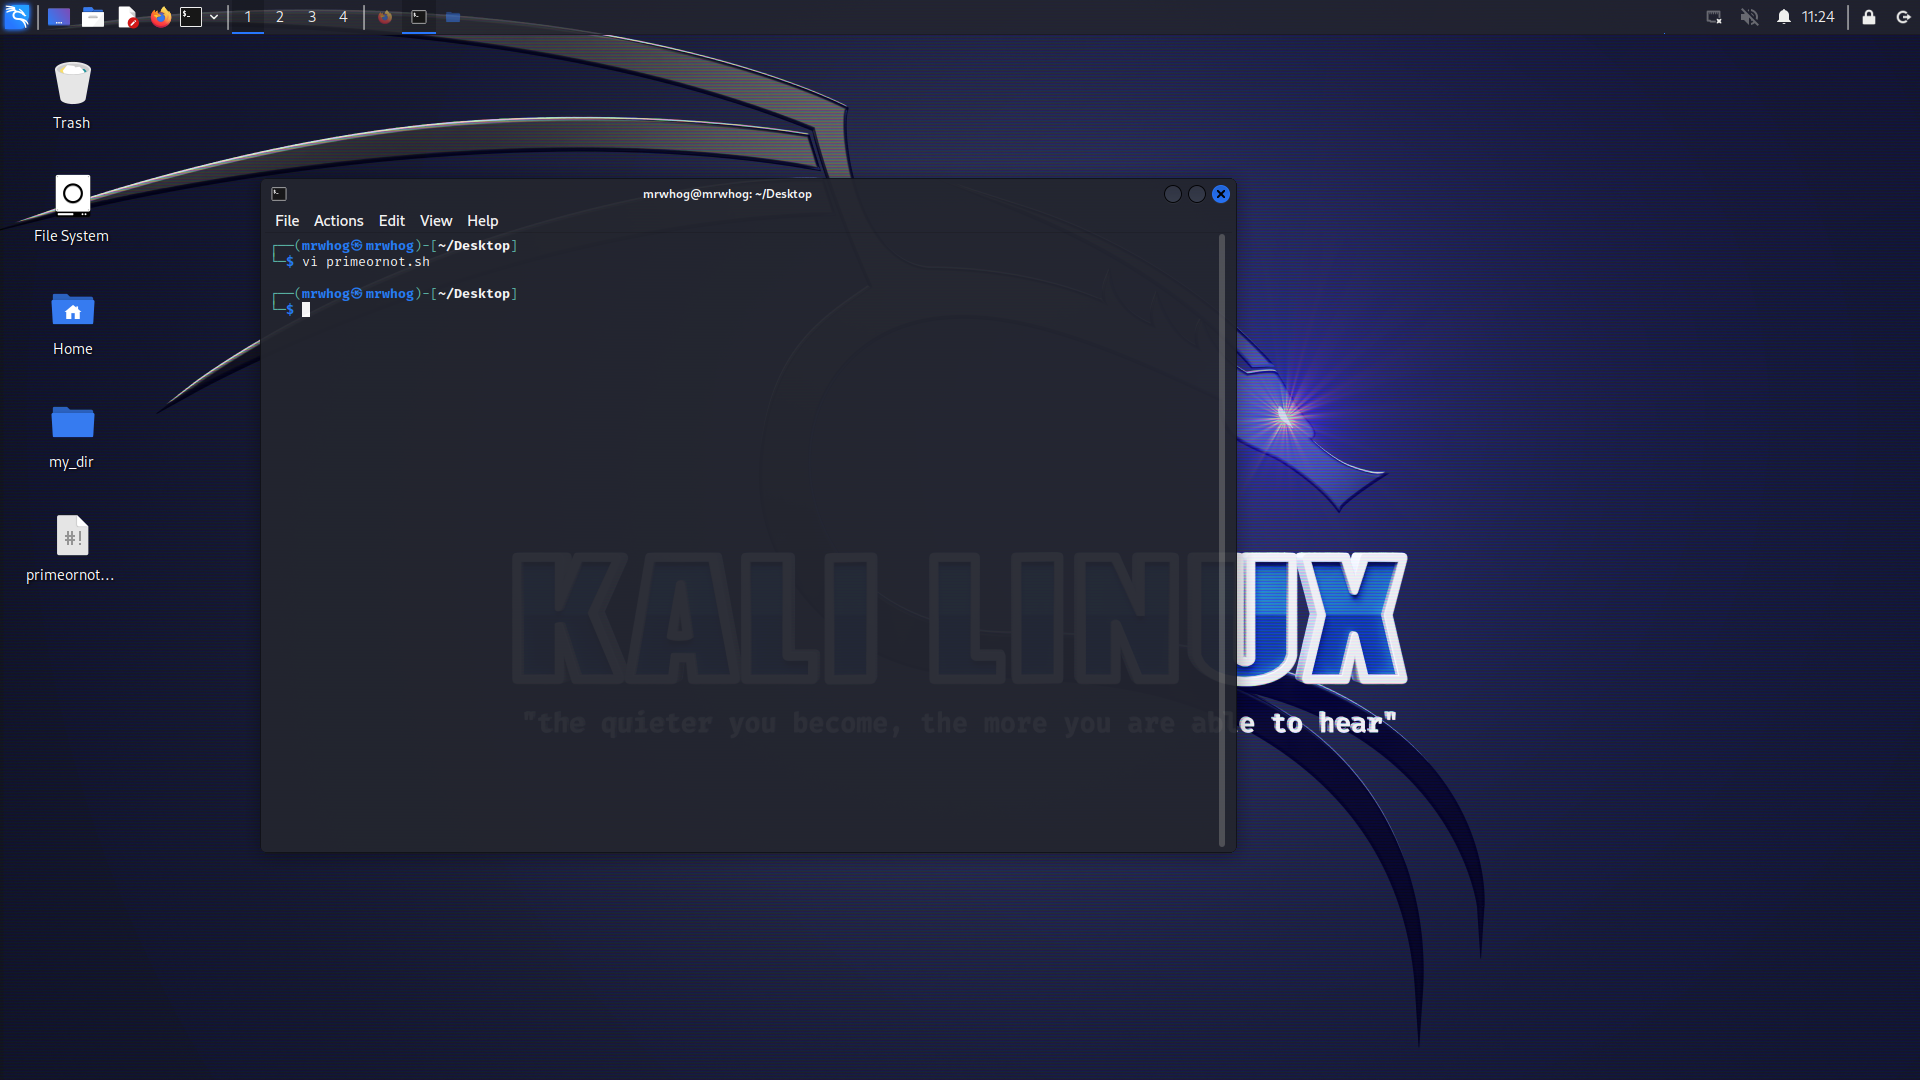 1 2 3 4
11:24
Trash
File System
Home
my_dir
#!
primeornot...
mrwhog@mrwhog: ~/Desktop
File Actions Edit View Help
┌──(mrwhog㉿mrwhog)-[~/Desktop]
└─$ vi primeornot.sh
┌──(mrwhog㉿mrwhog)-[~/Desktop]
└─$
KALI LINUX
"the quieter you become, the more you are able to hear"